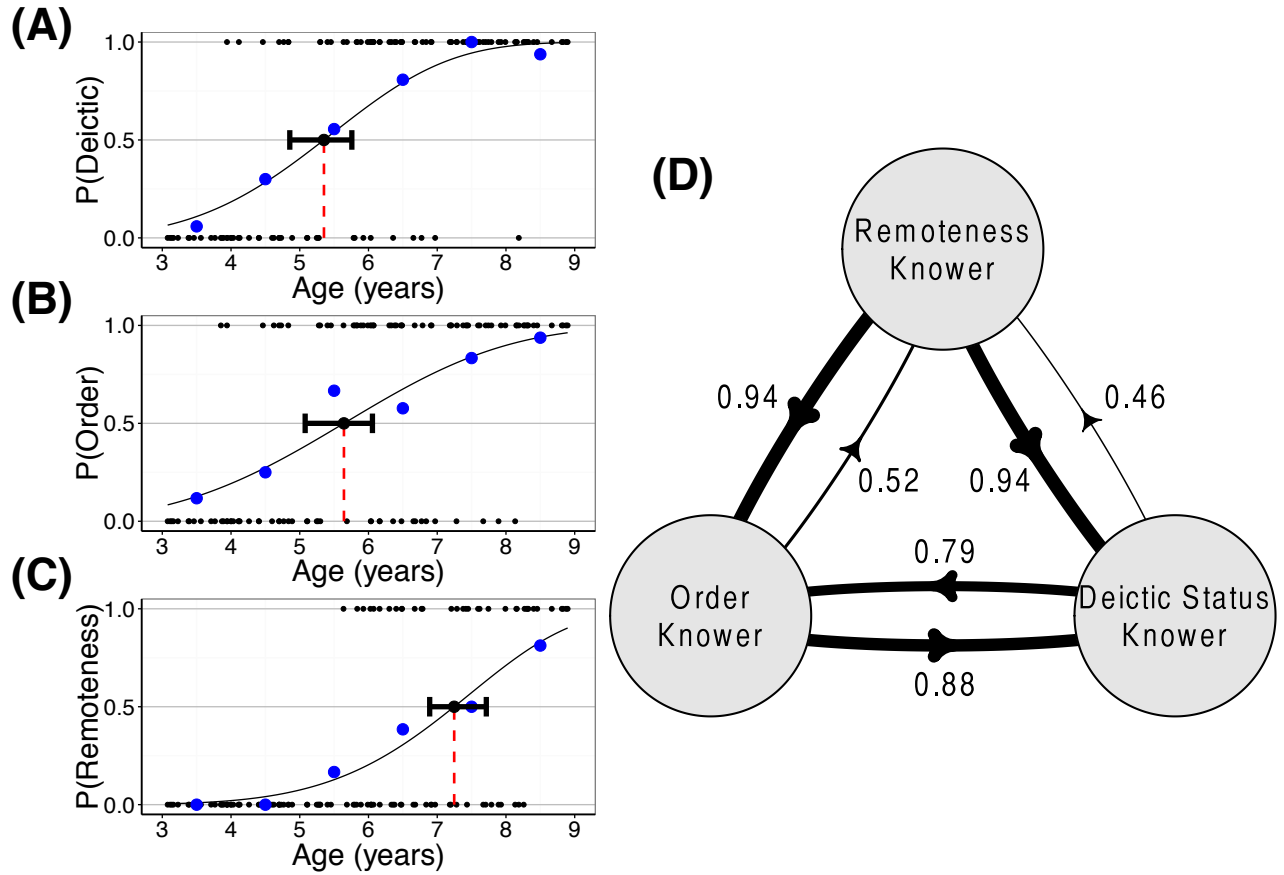 (A)
P(Deictic)
1.0
0.5
0.0
3 4 5 6 7 8 9
Age (years)
(B)
P(Order)
1.0
0.5
0.0
3 4 5 6 7 8 9
Age (years)
(C)
P(Remoteness)
1.0
0.5
0.0
3 4 5 6 7 8 9
Age (years)
(D)
Remoteness
Knower
0.94
0.46
0.52
0.94
0.79
Order
Knower
Deictic Status
Knower
0.88